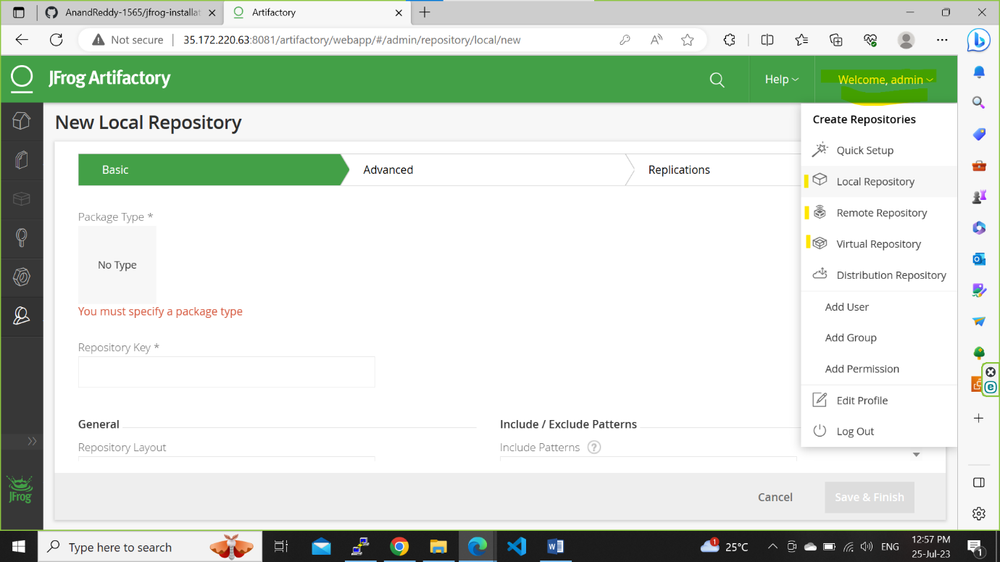 AnandReddy-1565/jfrog-installat
Artifactory
Not secure
35.172.220.63:8081/artifactory/webapp/#/admin/repository/local/new
JFrog Artifactory
Help
Welcome, admin
New Local Repository
Create Repositories
Quick Setup
Local Repository
Remote Repository
Virtual Repository
Distribution Repository
Add User
Add Group
Add Permission
Edit Profile
Log Out
Basic
Advanced
Replications
Package Type *
No Type
You must specify a package type
Repository Key *
General
Include / Exclude Patterns
Repository Layout
Include Patterns ?
Cancel
Save & Finish
JFrog
Type here to search
1
25°C
ENG
12:57 PM
25-Jul-23
1